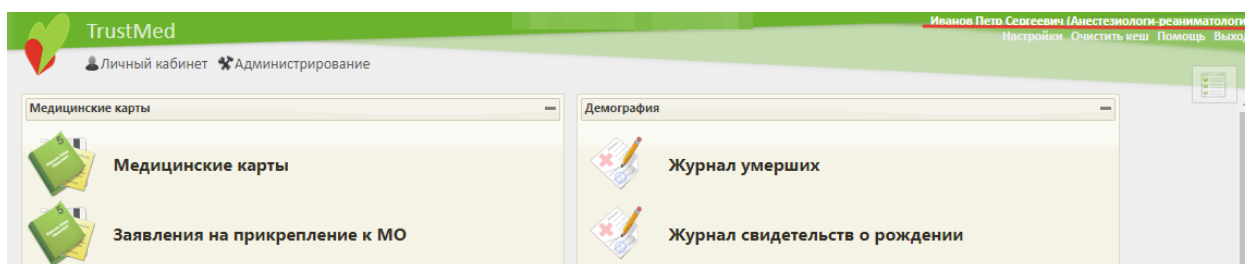 TrustMed
Иванов Петр Сергеевич (Анестезиологи-реаниматологи
Настройки Очистить кеш Помощь Выход
Личный кабинет Администрирование
Медицинские карты
Медицинские карты
Заявления на прикрепление к МО
Демография
Журнал умерших
Журнал свидетельств о рождении